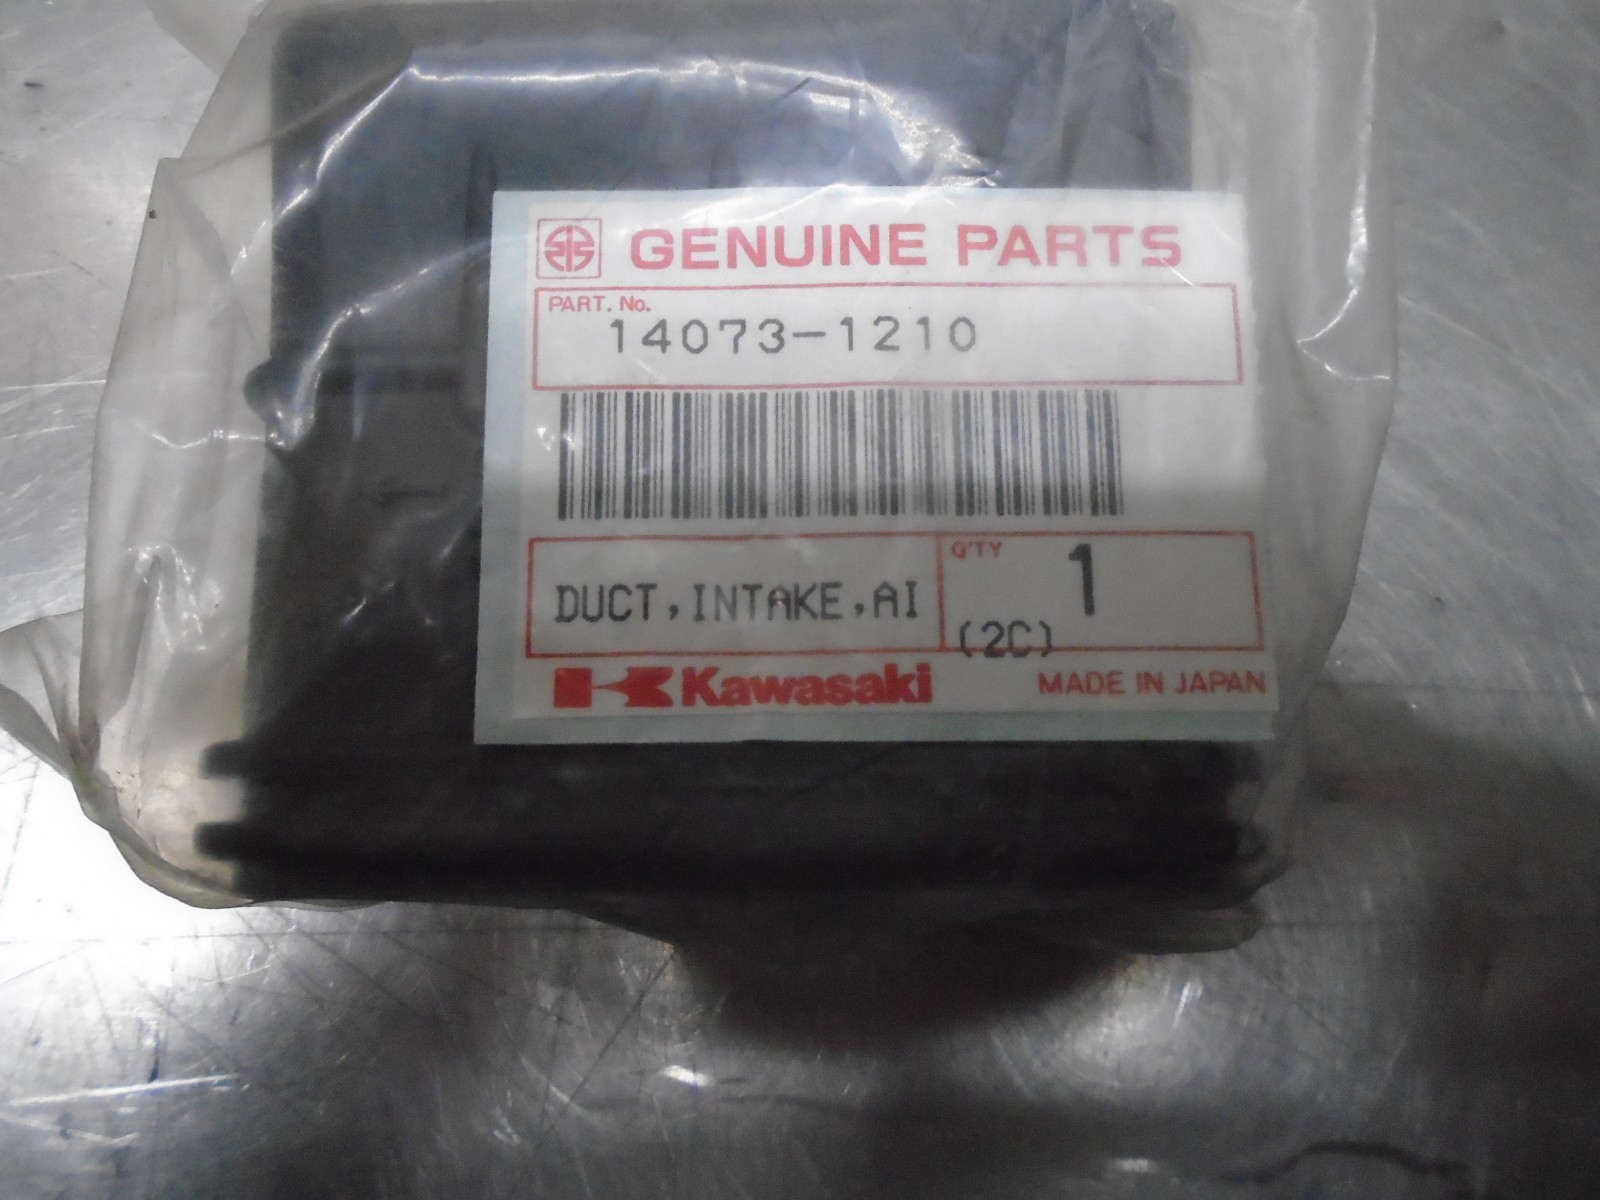 GENUINE PARTS
PART. No.
14073-1210
DUCT,INTAKE,AI
Q'TY
1
(2C)
Kawasaki
MADE IN JAPAN